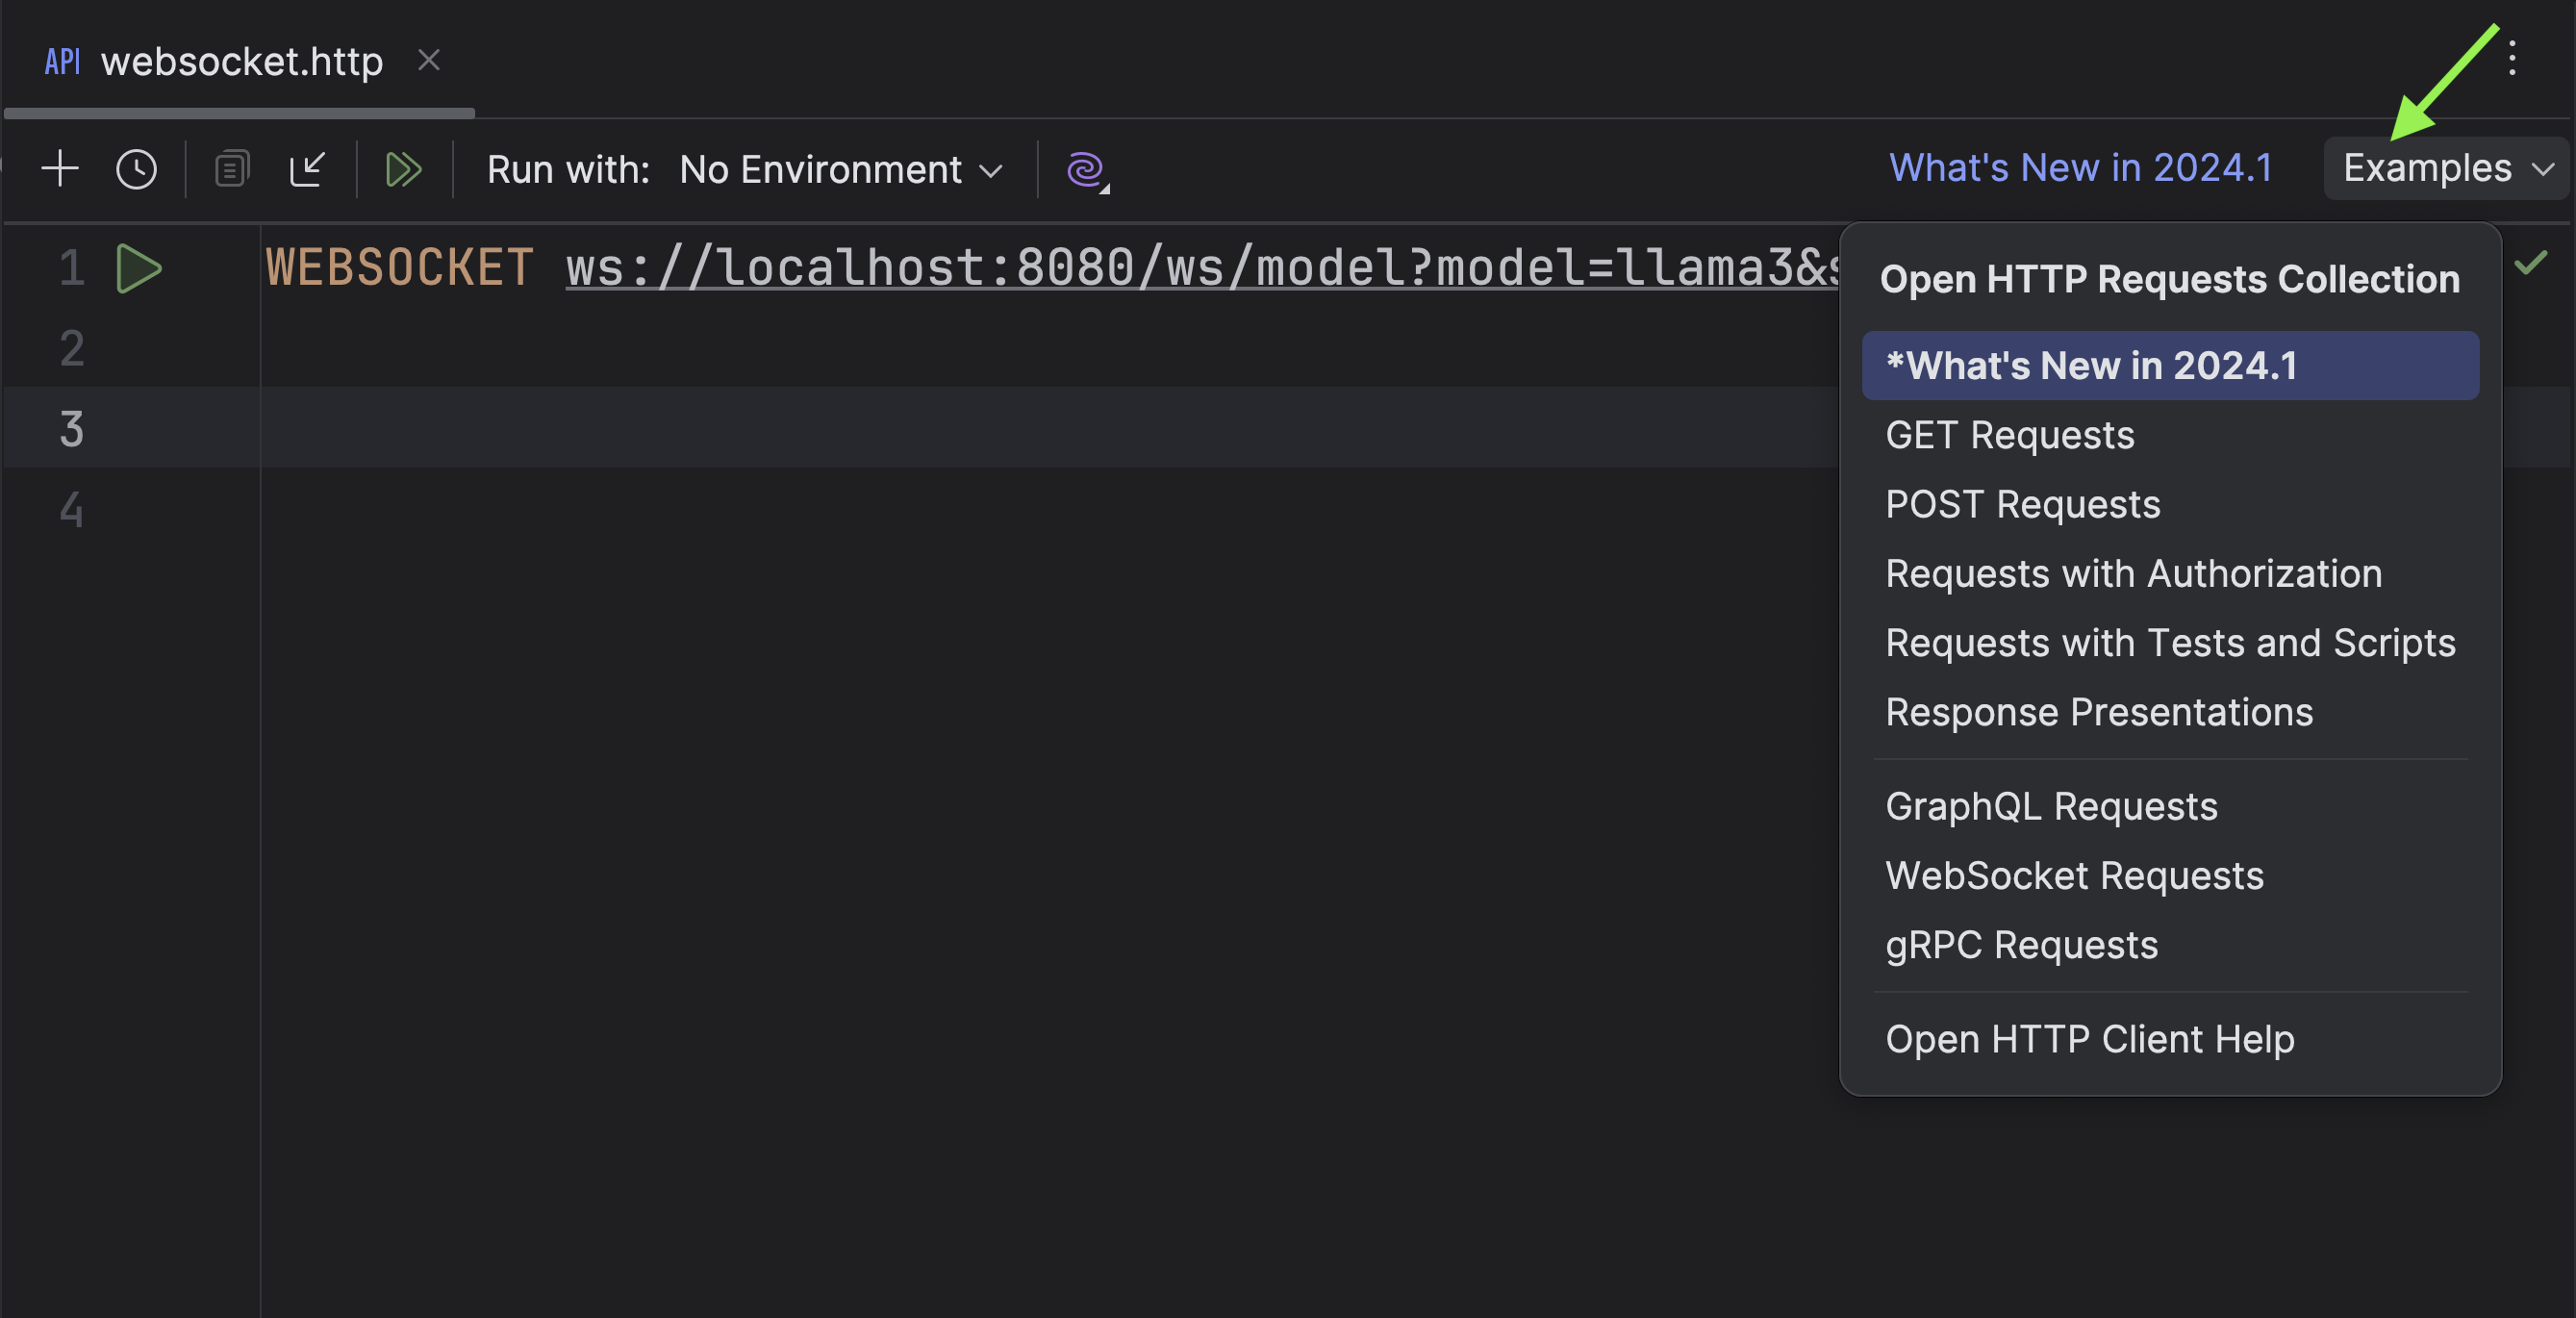 API websocket.http
Run with: No Environment What's New in 2024.1 Examples
1 WEBSOCKET ws://localhost:8080/ws/model?model=llama3&s
2
3
4
Open HTTP Requests Collection
*What's New in 2024.1
GET Requests
POST Requests
Requests with Authorization
Requests with Tests and Scripts
Response Presentations
GraphQL Requests
WebSocket Requests
gRPC Requests
Open HTTP Client Help